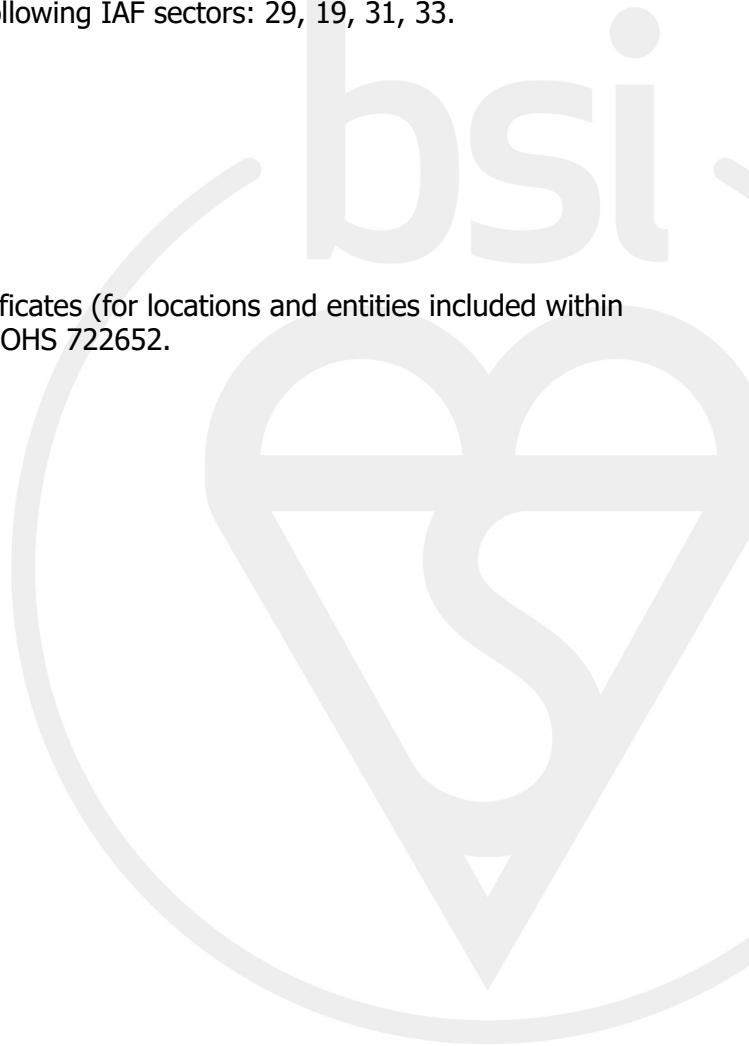 bsi
llowing IAF sectors: 29, 19, 31, 33.
ficates (for locations and entities included within
OHS 722652.